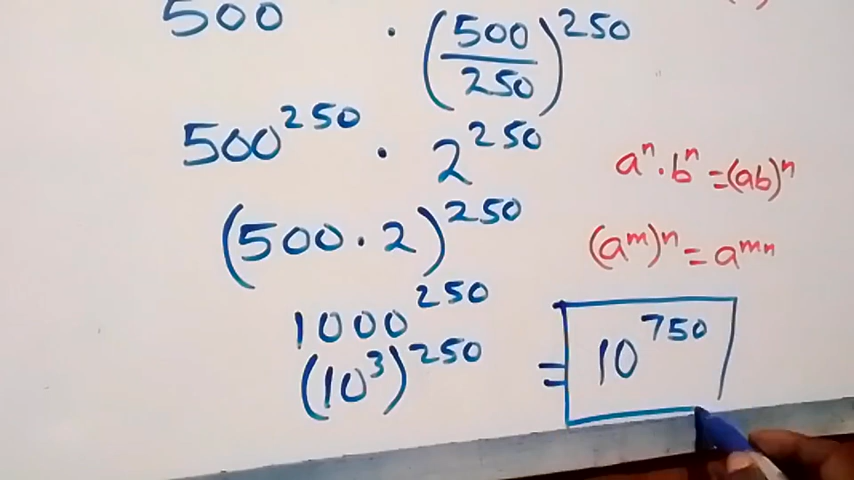 500 · (500/250)^250
500^250 · 2^250
a^n · b^n = (ab)^n
(500 · 2)^250
(a^m)^n = a^mn
1000^250
(10^3)^250 = 10^750